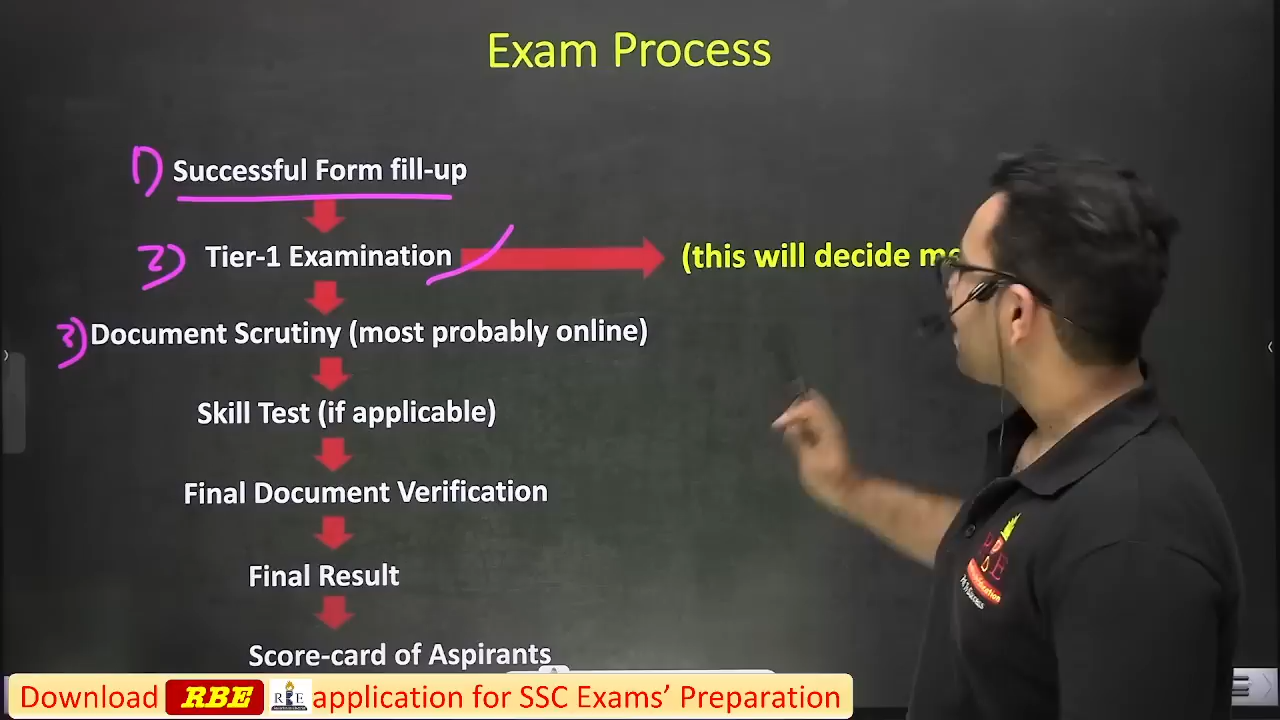 Exam Process
1) Successful Form fill-up
2) Tier-1 Examination (this will decide me
3) Document Scrutiny (most probably online)
Skill Test (if applicable)
Final Document Verification
Final Result
Score-card of Aspirants
Download RBE RBE application for SSC Exams’ Preparation